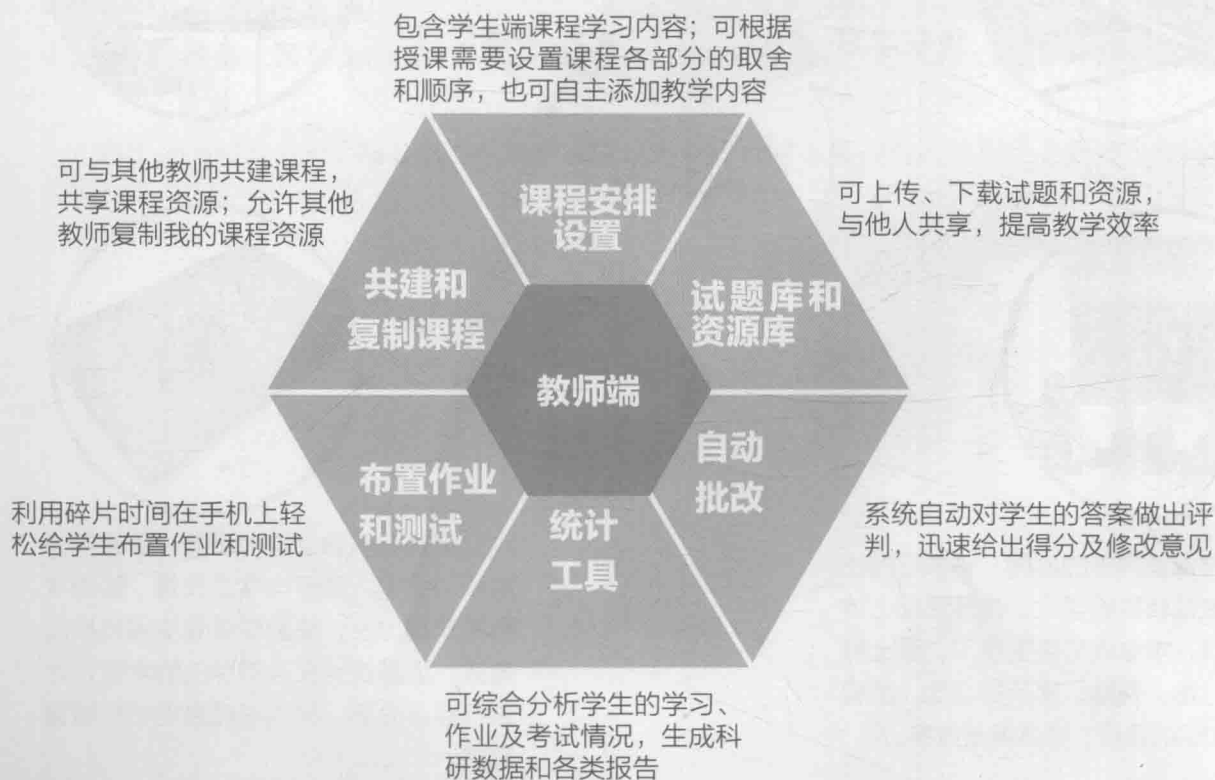 包含学生端课程学习内容；可根据
授课需要设置课程各部分的取舍
和顺序，也可自主添加教学内容
课程安排
设置
可上传、下载试题和资源，
与他人共享，提高教学效率
试题库和
资源库
系统自动对学生的答案做出评
判，迅速给出得分及修改意见
自动
批改
可综合分析学生的学习、
作业及考试情况，生成科
研数据和各类报告
统计
工具
利用碎片时间在手机上轻
松给学生布置作业和测试
布置作业
和测试
可与其他教师共建课程，
共享课程资源；允许其他
教师复制我的课程资源
共建和
复制课程
教师端